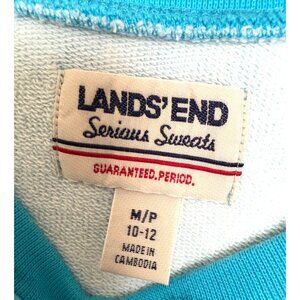 LANDS' END
Serious Sweats
GUARANTEED. PERIOD.
M/P
10-12
MADE IN
CAMBODIA